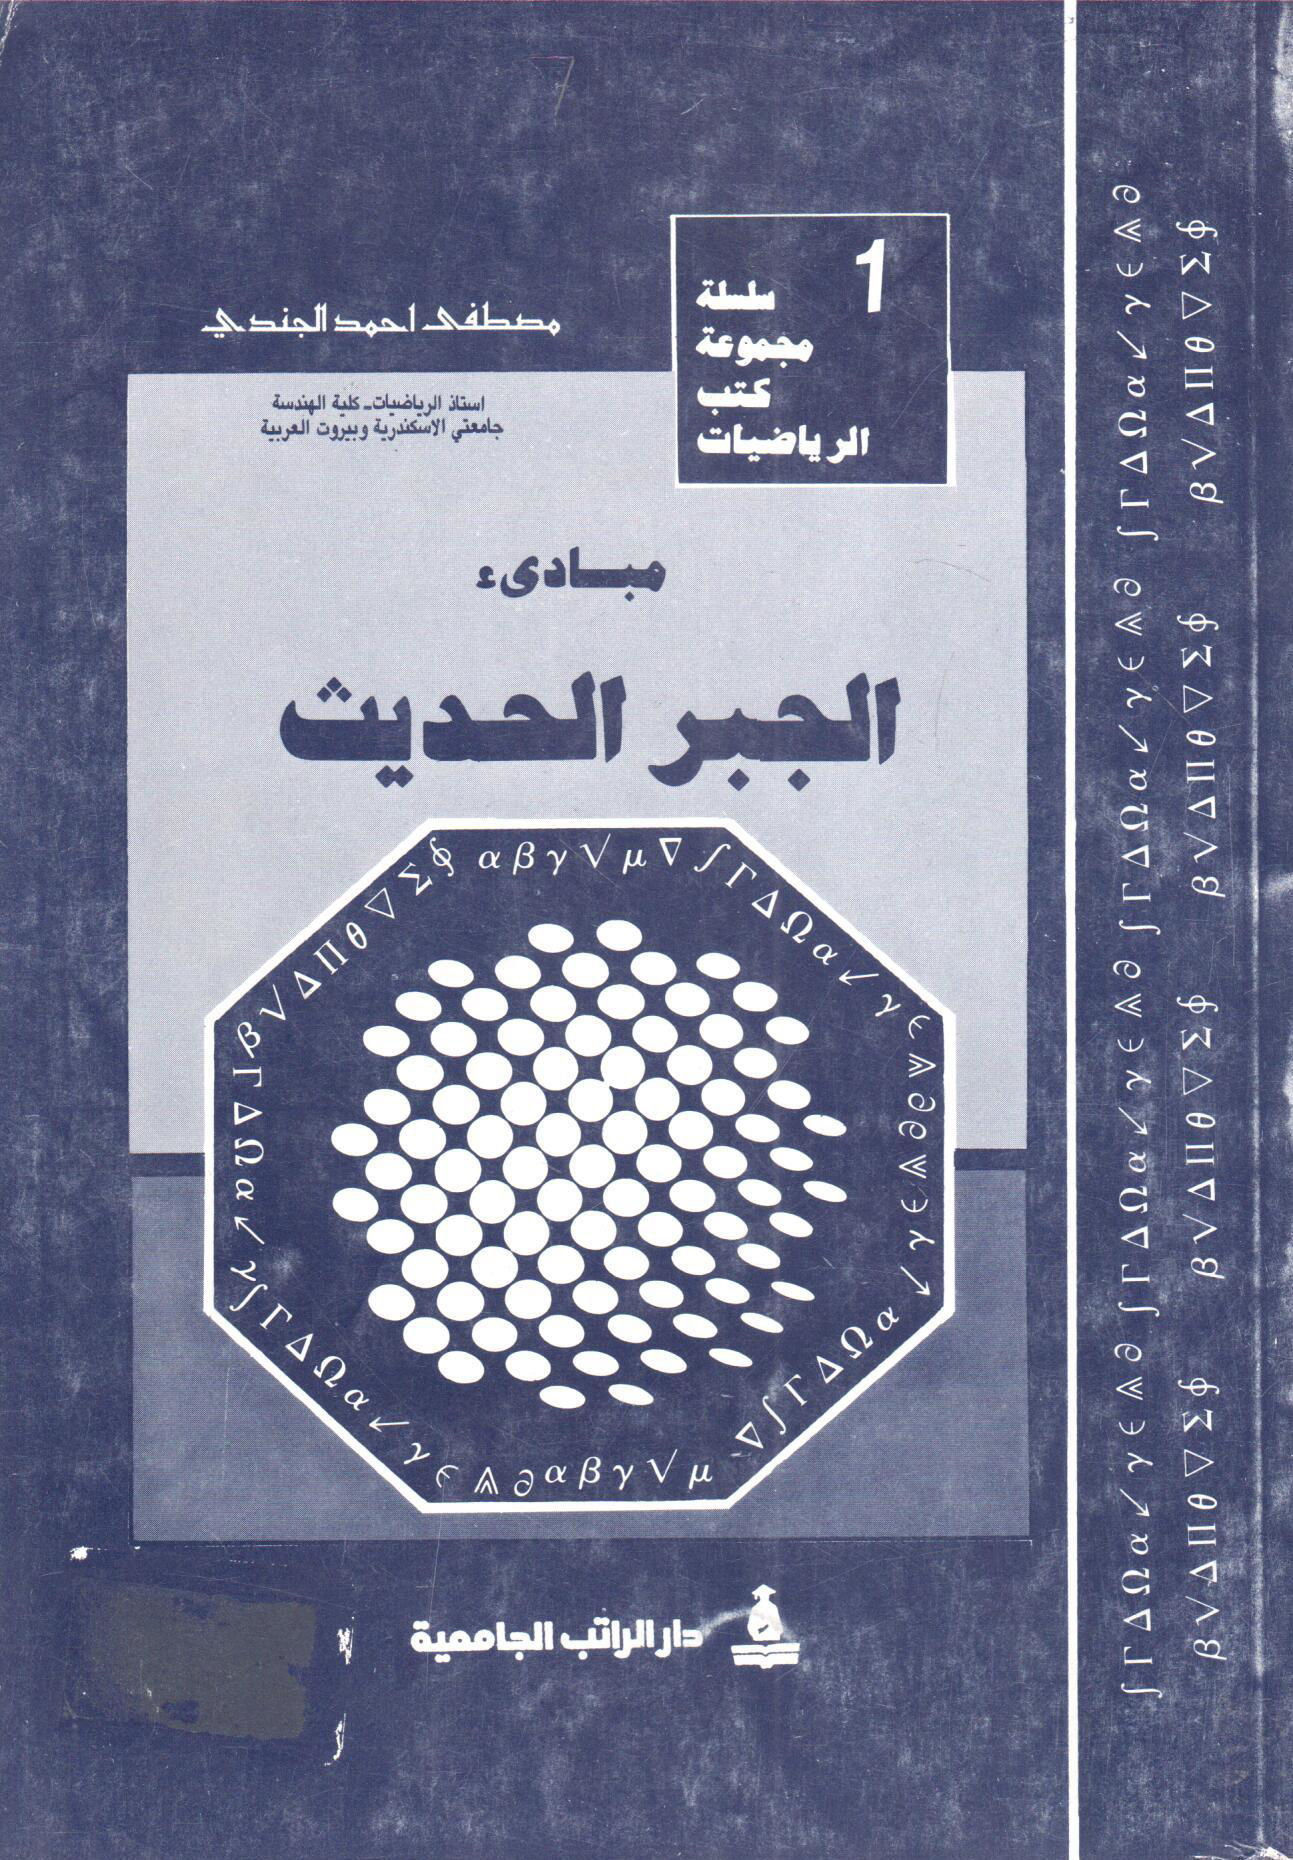 1
سلسلة
مجموعة
كتب
الرياضيات
مصطفى احمد الجندي
استاذ الرياضيات - كلية الهندسة
جامعتي الاسكندرية وبيروت العربية
مبادىء
الجبر الحديث
α β γ √ μ ∇ ∫ Γ Δ Ω α ↙ γ ∈ ⩕ ∂
∂ ⩕ ∈ γ ↙ α Ω Δ Γ ∫ ∇
α β γ √ μ
∫ Γ Δ Ω α ↙ γ ∈ ⩕ ∂
β √ Δ Π θ ▽ Σ ∮
دار الراتب الجامعية
∫ Γ Δ Ω α ↙ γ ∈ ⩕ ∂ ∫ Γ Δ Ω α ↙ γ ∈ ⩕ ∂ ∫ Γ Δ Ω α ↙ γ ∈ ⩕ ∂ ∫ Γ Δ Ω α ↙ γ ∈ ⩕ ∂
β √ Δ Π θ ▽ Σ ∮ β √ Δ Π θ ▽ Σ ∮ β √ Δ Π θ ▽ Σ ∮ β √ Δ Π θ ▽ Σ ∮